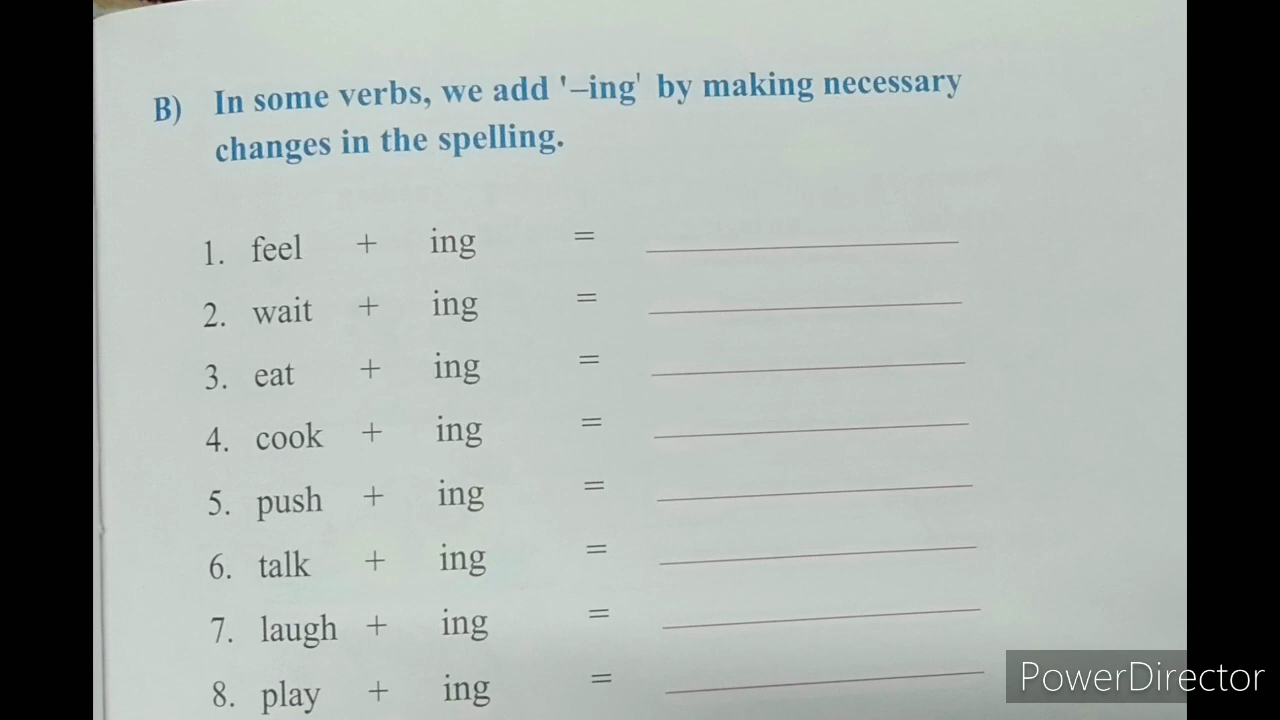 B) In some verbs, we add '–ing' by making necessary
changes in the spelling.
1. feel + ing = 
2. wait + ing = 
3. eat + ing = 
4. cook + ing = 
5. push + ing = 
6. talk + ing = 
7. laugh + ing = 
8. play + ing = 
PowerDirector